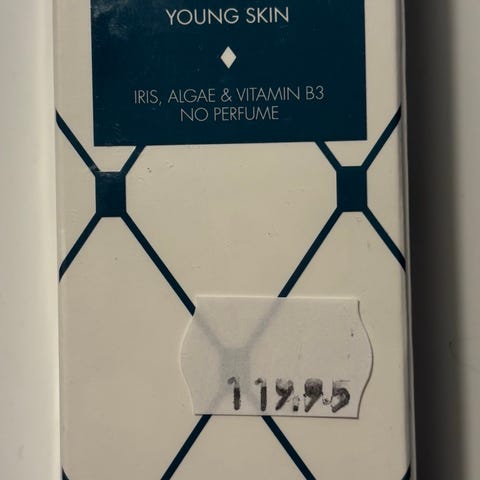 YOUNG SKIN
IRIS, ALGAE & VITAMIN B3
NO PERFUME
119.95